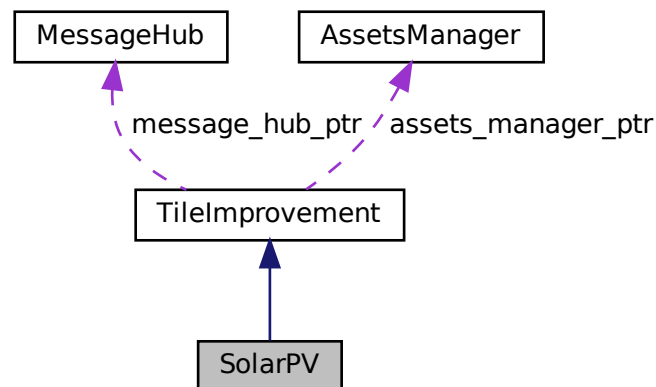 MessageHub
AssetsManager
message_hub_ptr
assets_manager_ptr
TileImprovement
SolarPV